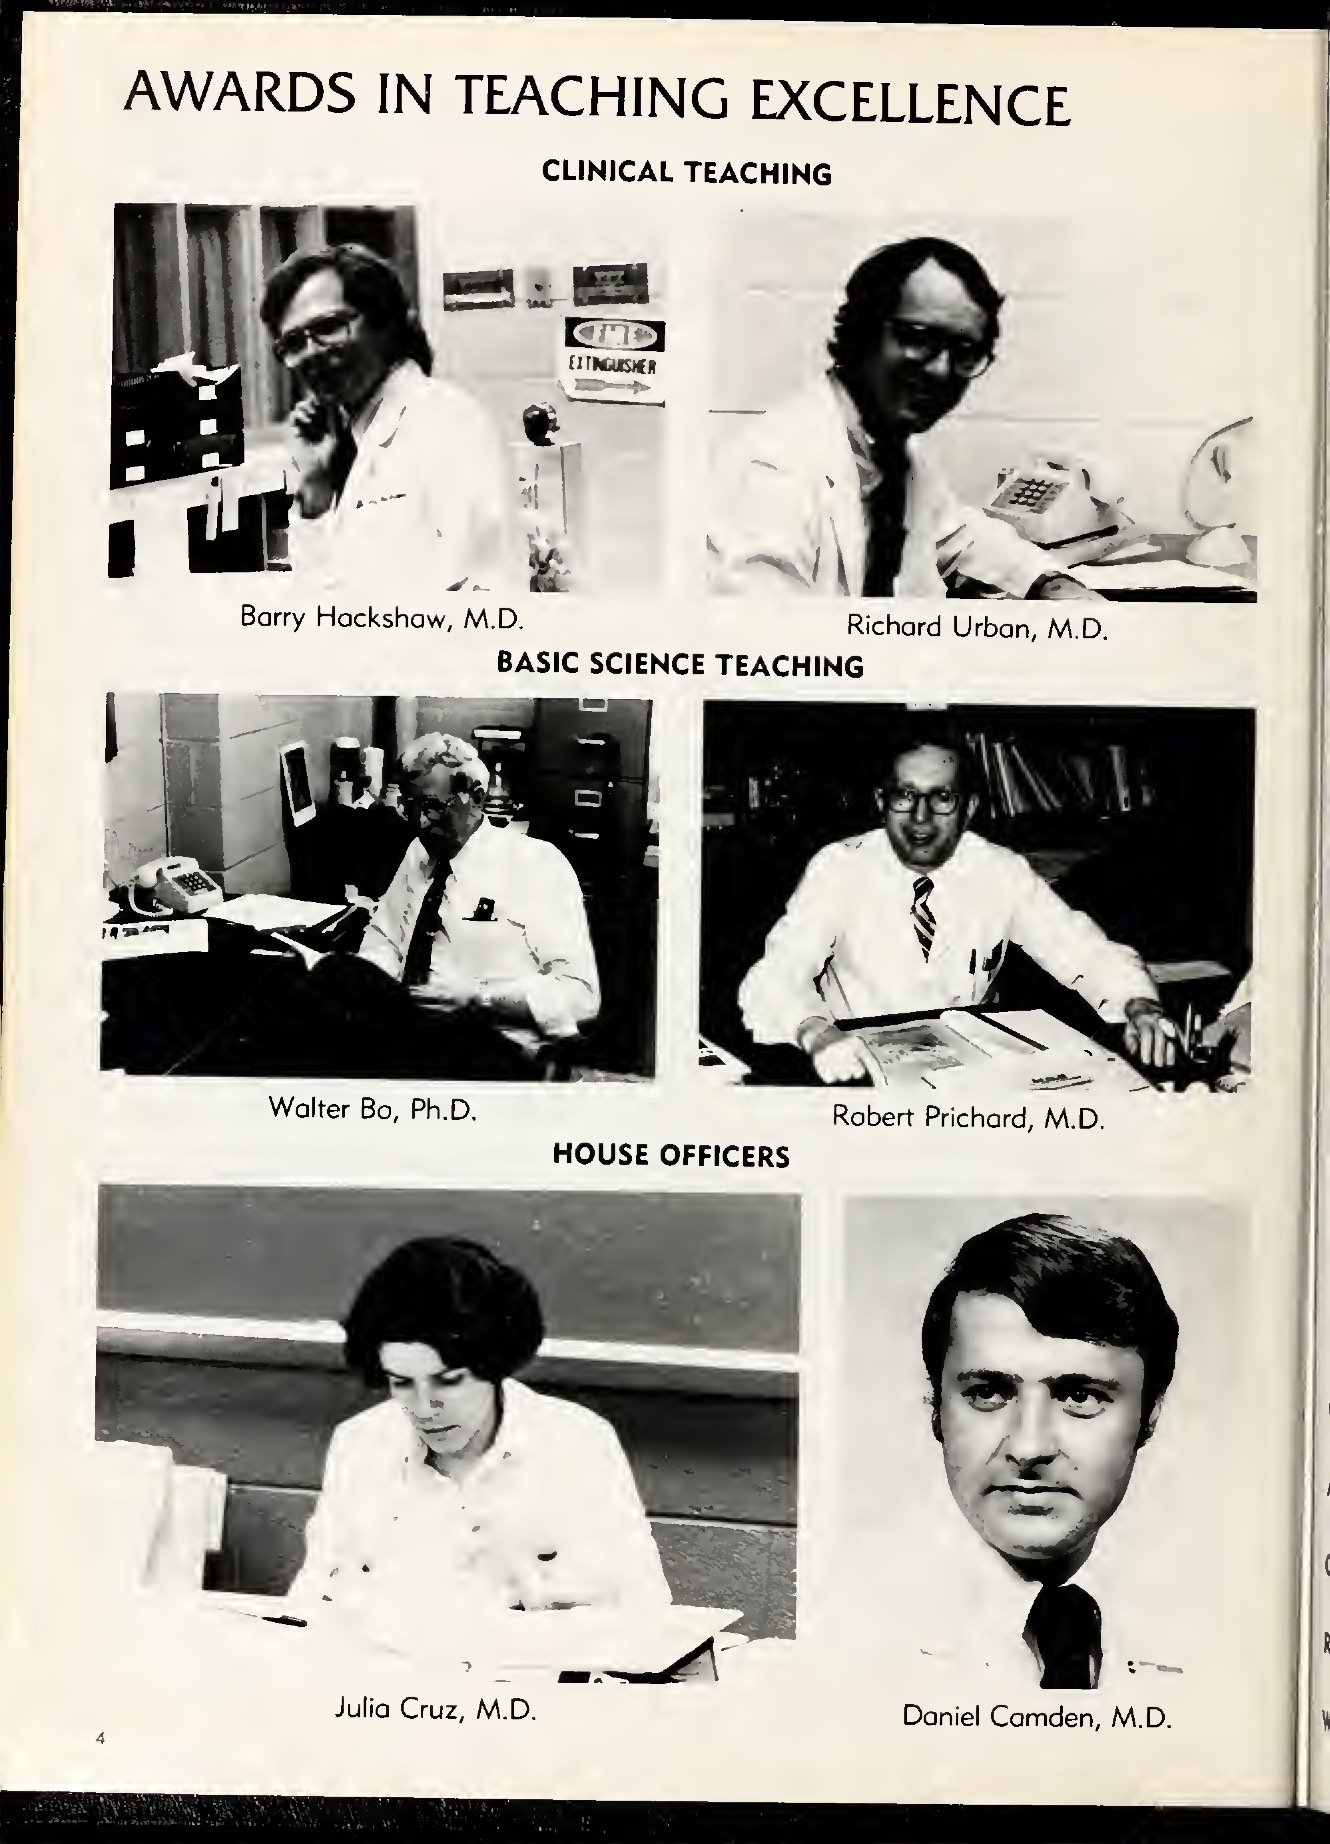 AWARDS IN TEACHING EXCELLENCE
CLINICAL TEACHING
FIRE
EXTINGUISHER
Barry Hackshaw, M.D.
Richard Urban, M.D.
BASIC SCIENCE TEACHING
Walter Bo, Ph.D.
Robert Prichard, M.D.
HOUSE OFFICERS
Julia Cruz, M.D.
Daniel Camden, M.D.
4